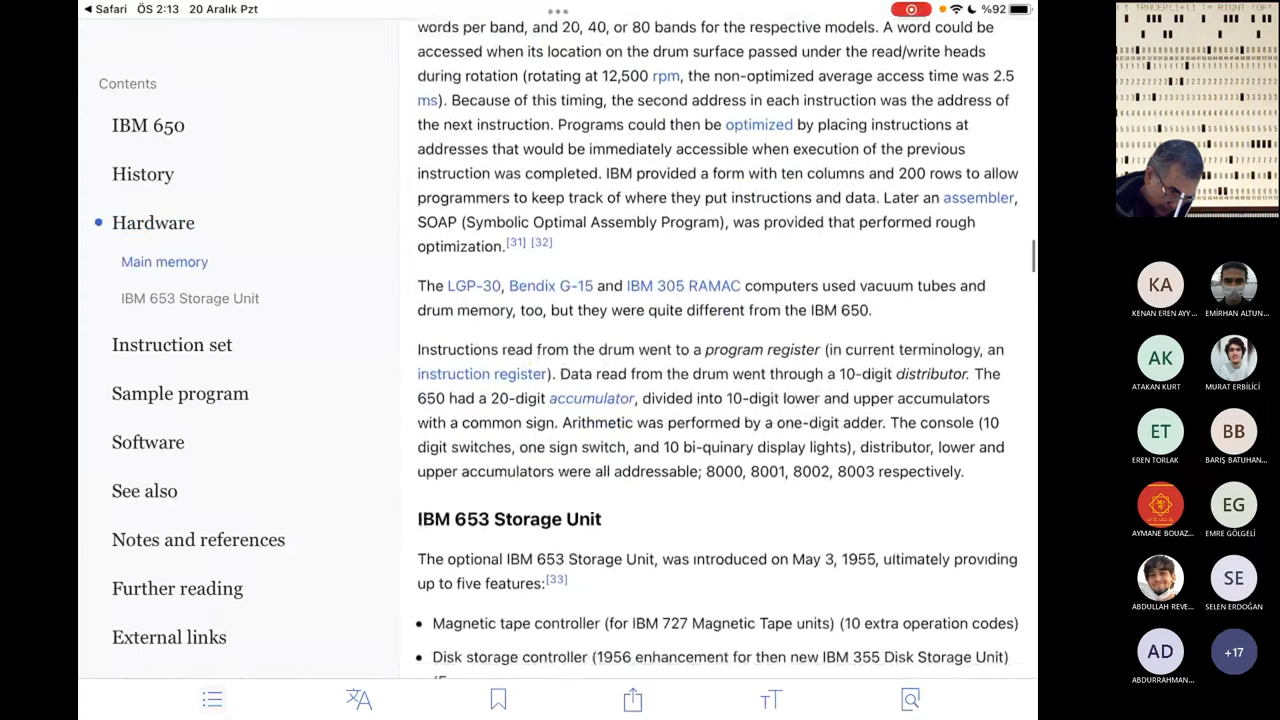 Safari ÖS 2:13 20 Aralık Pzt
%92
Contents
IBM 650
History
Hardware
Main memory
IBM 653 Storage Unit
Instruction set
Sample program
Software
See also
Notes and references
Further reading
External links
words per band, and 20, 40, or 80 bands for the respective models. A word could be
accessed when its location on the drum surface passed under the read/write heads
during rotation (rotating at 12,500 rpm, the non-optimized average access time was 2.5
ms). Because of this timing, the second address in each instruction was the address of
the next instruction. Programs could then be optimized by placing instructions at
addresses that would be immediately accessible when execution of the previous
instruction was completed. IBM provided a form with ten columns and 200 rows to allow
programmers to keep track of where they put instructions and data. Later an assembler,
SOAP (Symbolic Optimal Assembly Program), was provided that performed rough
optimization.[31] [32]
The LGP-30, Bendix G-15 and IBM 305 RAMAC computers used vacuum tubes and
drum memory, too, but they were quite different from the IBM 650.
Instructions read from the drum went to a program register (in current terminology, an
instruction register). Data read from the drum went through a 10-digit distributor. The
650 had a 20-digit accumulator, divided into 10-digit lower and upper accumulators
with a common sign. Arithmetic was performed by a one-digit adder. The console (10
digit switches, one sign switch, and 10 bi-quinary display lights), distributor, lower and
upper accumulators were all addressable; 8000, 8001, 8002, 8003 respectively.
IBM 653 Storage Unit
The optional IBM 653 Storage Unit, was introduced on May 3, 1955, ultimately providing
up to five features:[33]
• Magnetic tape controller (for IBM 727 Magnetic Tape units) (10 extra operation codes)
• Disk storage controller (1956 enhancement for then new IBM 355 Disk Storage Unit)
KA
KENAN EREN AYY...
EMİRHAN ALTUN...
AK
ATAKAN KURT
MURAT ERBİLİCİ
ET
EREN TORLAK
BB
BARIŞ BATUHAN...
AYMANE BOUAZ...
EG
EMRE GÖLGELİ
ABDULLAH REVE...
SE
SELEN ERDOĞAN
AD
ABDURRAHMAN...
+17